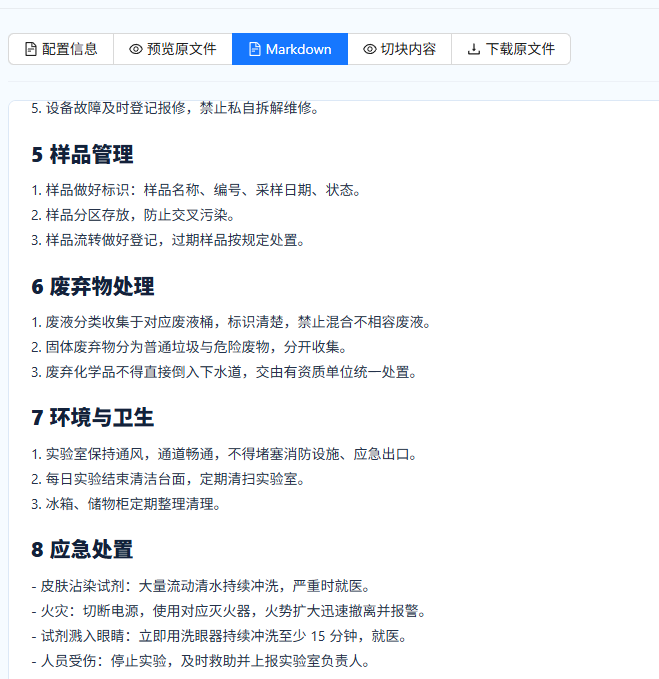 配置信息 预览原文件 Markdown 切块内容 下载原文件
5. 设备故障及时登记报修，禁止私自拆解维修。
5 样品管理
1. 样品做好标识：样品名称、编号、采样日期、状态。
2. 样品分区存放，防止交叉污染。
3. 样品流转做好登记，过期样品按规定处置。
6 废弃物处理
1. 废液分类收集于对应废液桶，标识清楚，禁止混合不相容废液。
2. 固体废弃物分为普通垃圾与危险废物，分开收集。
3. 废弃化学品不得直接倒入下水道，交由有资质单位统一处置。
7 环境与卫生
1. 实验室保持通风，通道畅通，不得堵塞消防设施、应急出口。
2. 每日实验结束清洁台面，定期清扫实验室。
3. 冰箱、储物柜定期整理清理。
8 应急处置
- 皮肤沾染试剂：大量流动清水持续冲洗，严重时就医。
- 火灾：切断电源，使用对应灭火器，火势扩大迅速撤离并报警。
- 试剂溅入眼睛：立即用洗眼器持续冲洗至少 15 分钟，就医。
- 人员受伤：停止实验，及时救助并上报实验室负责人。